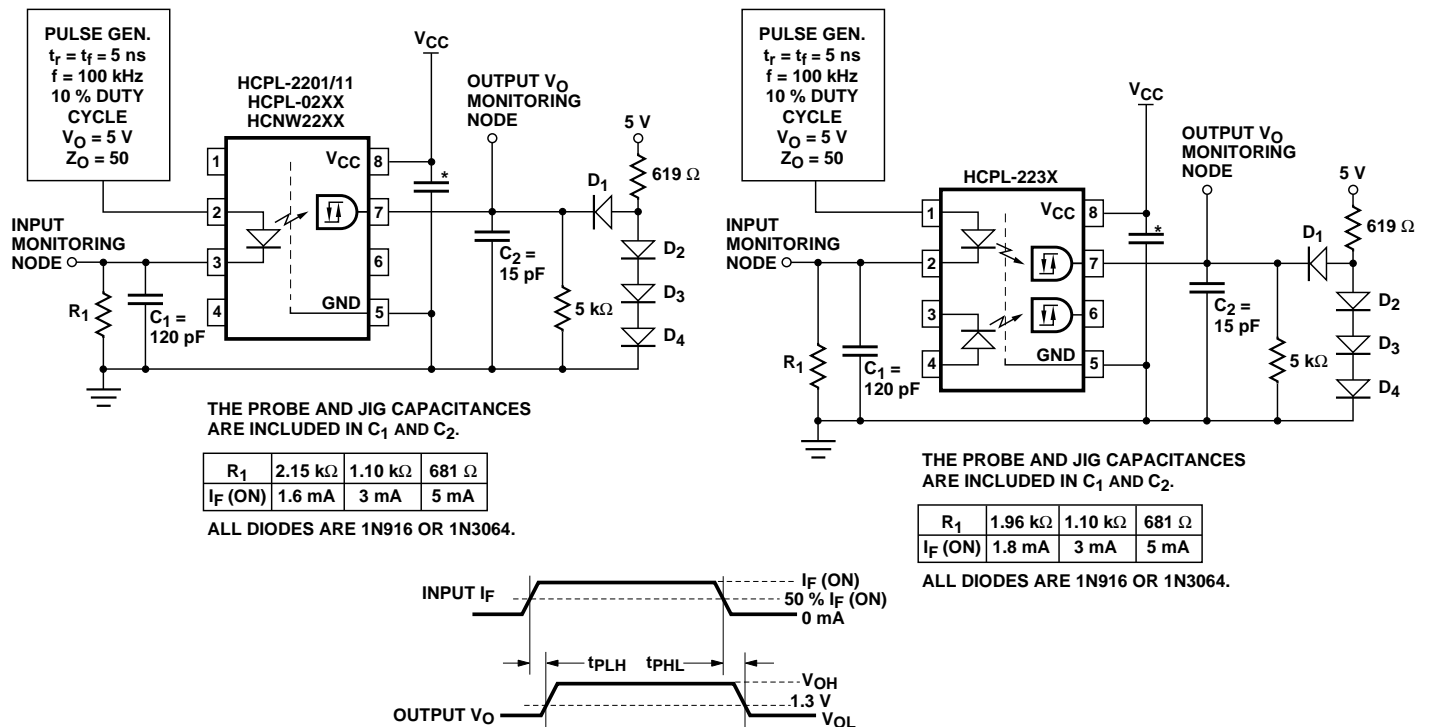 PULSE GEN.
tr = tf = 5 ns
f = 100 kHz
10 % DUTY
CYCLE
VO = 5 V
ZO = 50
HCPL-2201/11
HCPL-02XX
HCNW22XX
VCC
OUTPUT VO
MONITORING
NODE
5 V
619 Ω
D1
D2
D3
D4
1
2
3
4
VCC
8
7
6
GND
5
*
INPUT
MONITORING
NODE
R1
C1 =
120 pF
C2 =
15 pF
5 kΩ
THE PROBE AND JIG CAPACITANCES
ARE INCLUDED IN C1 AND C2.
R1 2.15 kΩ 1.10 kΩ 681 Ω
IF (ON) 1.6 mA 3 mA 5 mA
ALL DIODES ARE 1N916 OR 1N3064.
PULSE GEN.
tr = tf = 5 ns
f = 100 kHz
10 % DUTY
CYCLE
VO = 5 V
ZO = 50
HCPL-223X
VCC
OUTPUT VO
MONITORING
NODE
5 V
619 Ω
D1
D2
D3
D4
1
2
3
4
VCC
8
7
6
GND
5
*
INPUT
MONITORING
NODE
R1
C1 =
120 pF
C2 =
15 pF
5 kΩ
THE PROBE AND JIG CAPACITANCES
ARE INCLUDED IN C1 AND C2.
R1 1.96 kΩ 1.10 kΩ 681 Ω
IF (ON) 1.8 mA 3 mA 5 mA
ALL DIODES ARE 1N916 OR 1N3064.
INPUT IF
IF (ON)
50 % IF (ON)
0 mA
tPLH
tPHL
OUTPUT VO
VOH
1.3 V
VOL